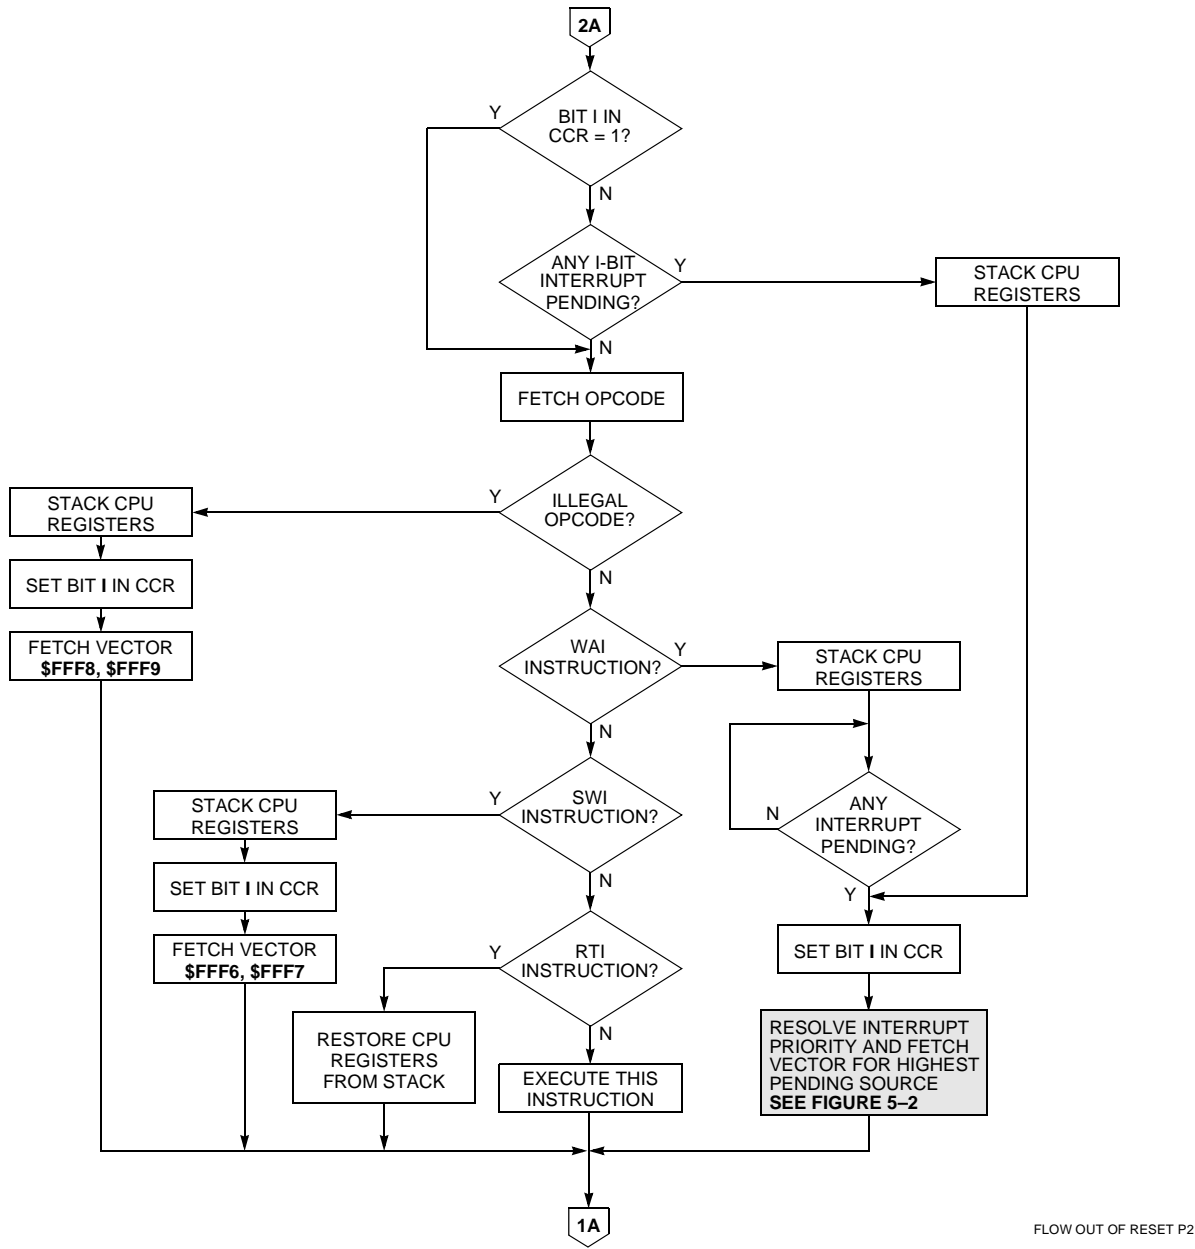 2A
BIT I IN
CCR = 1?
Y
N
ANY I-BIT
INTERRUPT
PENDING?
Y
N
STACK CPU
REGISTERS
FETCH OPCODE
ILLEGAL
OPCODE?
Y
N
STACK CPU
REGISTERS
SET BIT I IN CCR
FETCH VECTOR
$FFF8, $FFF9
WAI
INSTRUCTION?
Y
N
STACK CPU
REGISTERS
ANY
INTERRUPT
PENDING?
N
Y
SWI
INSTRUCTION?
Y
N
STACK CPU
REGISTERS
SET BIT I IN CCR
FETCH VECTOR
$FFF6, $FFF7
RTI
INSTRUCTION?
Y
N
RESTORE CPU
REGISTERS
FROM STACK
EXECUTE THIS
INSTRUCTION
SET BIT I IN CCR
RESOLVE INTERRUPT
PRIORITY AND FETCH
VECTOR FOR HIGHEST
PENDING SOURCE
SEE FIGURE 5–2
1A
FLOW OUT OF RESET P2